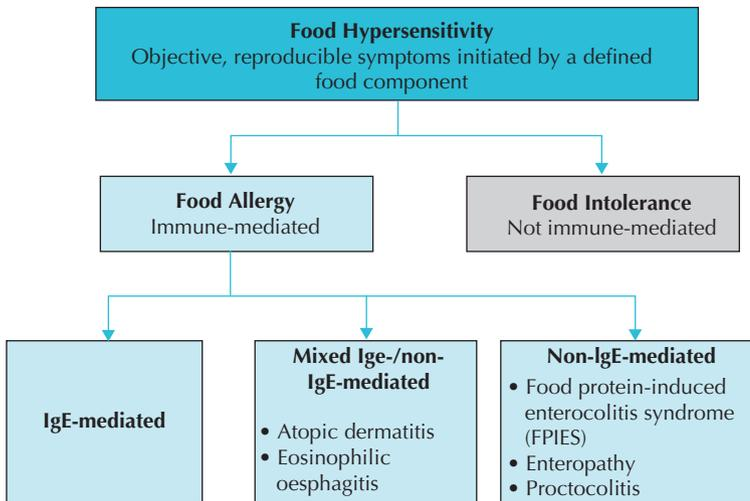 Food Hypersensitivity
Objective, reproducible symptoms initiated by a defined
food component
Food Allergy
Immune-mediated
Food Intolerance
Not immune-mediated
IgE-mediated
Mixed Ige-/non-
IgE-mediated
• Atopic dermatitis
• Eosinophilic
oesphagitis
Non-IgE-mediated
• Food protein-induced
enterocolitis syndrome
(FPIES)
• Enteropathy
• Proctocolitis